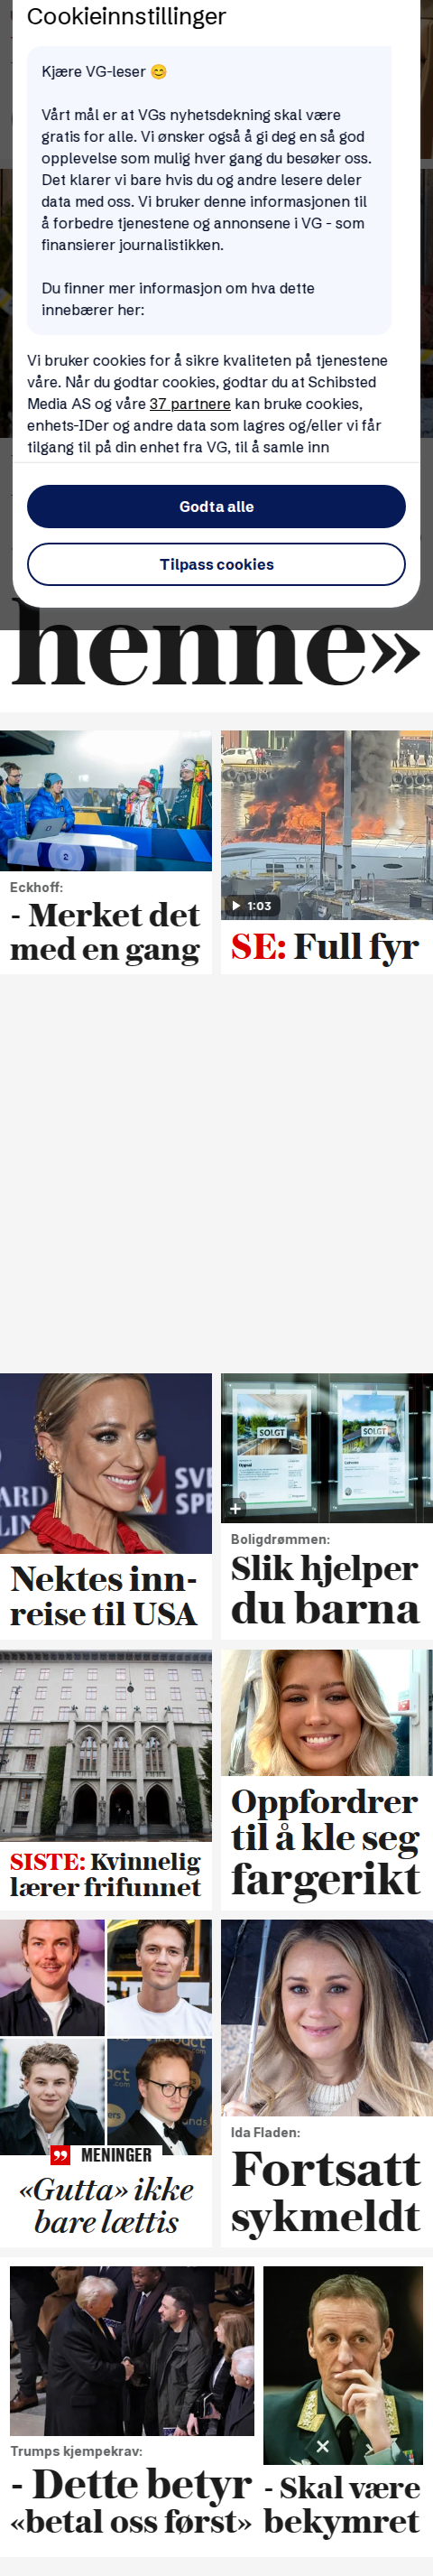 Cookieinnstillinger
Kjære VG-leser 😊
Vårt mål er at VGs nyhetsdekning skal være
gratis for alle. Vi ønsker også å gi deg en så god
opplevelse som mulig hver gang du besøker oss.
Det klarer vi bare hvis du og andre lesere deler
data med oss. Vi bruker denne informasjonen til
å forbedre tjenestene og annonsene i VG - som
finansierer journalistikken.
Du finner mer informasjon om hva dette
innebærer her:
Vi bruker cookies for å sikre kvaliteten på tjenestene
våre. Når du godtar cookies, godtar du at Schibsted
Media AS og våre 37 partnere kan bruke cookies,
enhets-IDer og andre data som lagres og/eller vi får
tilgang til på din enhet fra VG, til å samle inn
Godta alle
Tilpass cookies
henne»
1:03
Eckhoff:
- Merket det
med en gang
SE: Full fyr
SOLGT
SOLGT
Nektes inn-
reise til USA
Boligdrømmen:
Slik hjelper
du barna
SISTE: Kvinnelig
lærer frifunnet
Oppfordrer
til å kle seg
fargerikt
MENINGER
«Gutta» ikke
bare lættis
Ida Fladen:
Fortsatt
sykmeldt
Trumps kjempekrav:
- Dette betyr
«betal oss først»
- Skal være
bekymret